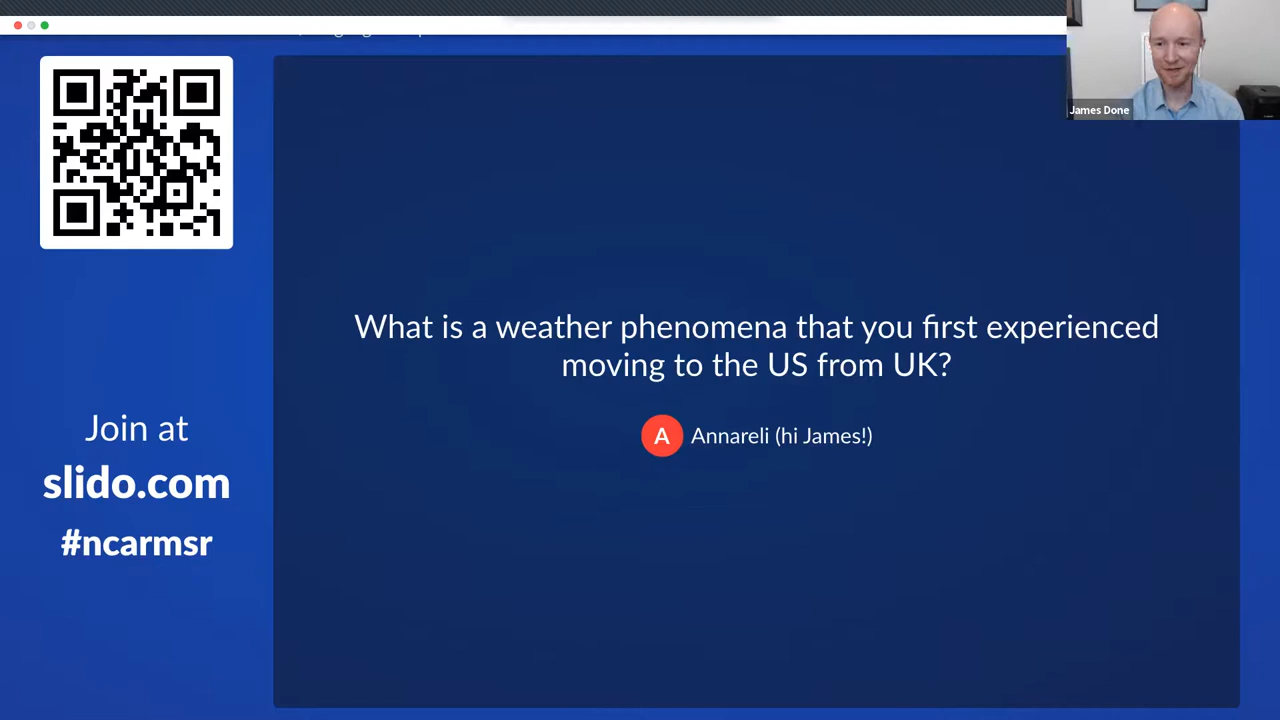 James Done
What is a weather phenomena that you first experienced
moving to the US from UK?
A Annareli (hi James!)
Join at
slido.com
#ncarmsr